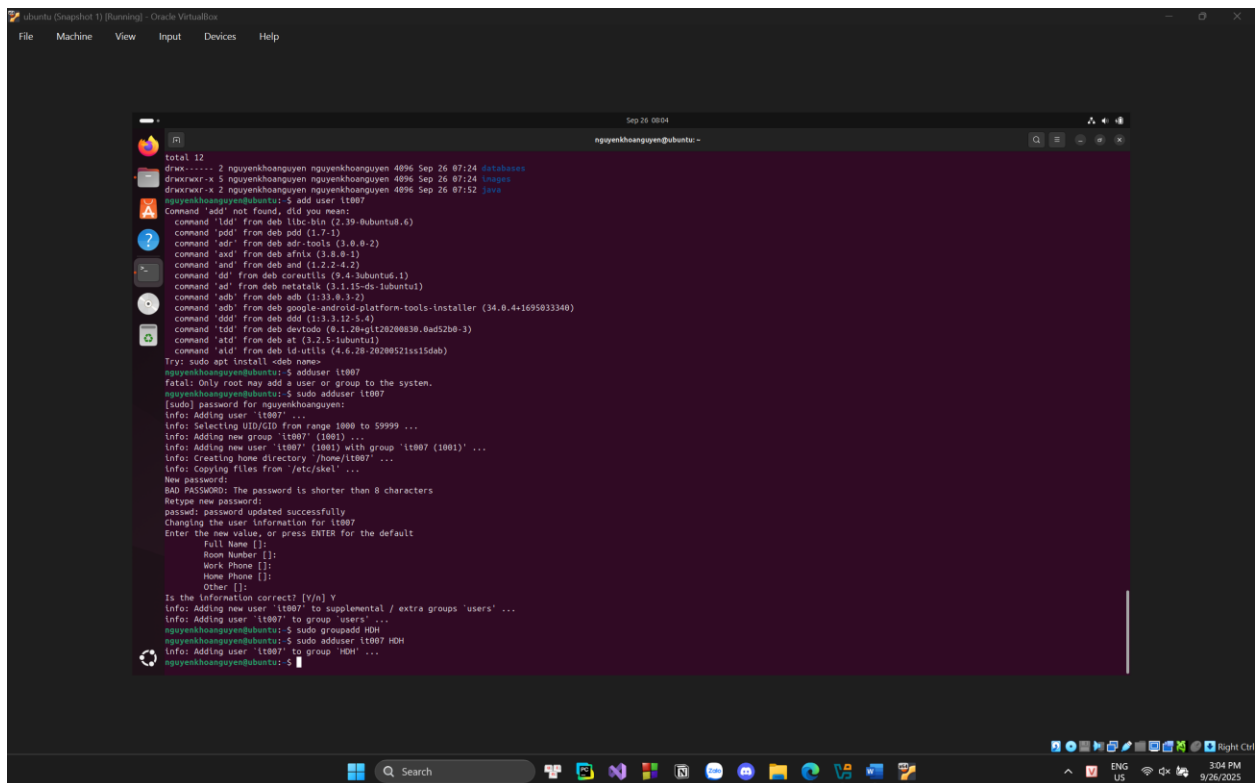 ubuntu (Snapshot 1) [Running] - Oracle VirtualBox
File Machine View Input Devices Help
Sep 26 08:04
nguyenkhoanguyen@ubuntu: ~
total 12
drwx------ 2 nguyenkhoanguyen nguyenkhoanguyen 4096 Sep 26 07:24 databases
drwxrwxr-x 5 nguyenkhoanguyen nguyenkhoanguyen 4096 Sep 26 07:24 images
drwxrwxr-x 2 nguyenkhoanguyen nguyenkhoanguyen 4096 Sep 26 07:52 java
nguyenkhoanguyen@ubuntu:~$ add user it007
Command 'add' not found, did you mean:
  command 'ldd' from deb libc-bin (2.39-0ubuntu8.6)
  command 'pdd' from deb pdd (1.7-1)
  command 'adr' from deb adr-tools (3.0.0-2)
  command 'axd' from deb afnix (3.8.0-1)
  command 'and' from deb and (1.2.2-4.2)
  command 'dd' from deb coreutils (9.4-3ubuntu6.1)
  command 'ad' from deb netatalk (3.1.15~ds-1ubuntu1)
  command 'adb' from deb adb (1:33.0.3-2)
  command 'adb' from deb google-android-platform-tools-installer (34.0.4+1695033340)
  command 'ddd' from deb ddd (1:3.3.12-5.4)
  command 'tdd' from deb devtodo (0.1.20+git20200830.0ad52b0-3)
  command 'atd' from deb at (3.2.5-1ubuntu1)
  command 'aid' from deb id-utils (4.6.28-20200521ss15dab)
Try: sudo apt install <deb name>
nguyenkhoanguyen@ubuntu:~$ adduser it007
fatal: Only root may add a user or group to the system.
nguyenkhoanguyen@ubuntu:~$ sudo adduser it007
[sudo] password for nguyenkhoanguyen:
info: Adding user `it007' ...
info: Selecting UID/GID from range 1000 to 59999 ...
info: Adding new group `it007' (1001) ...
info: Adding new user `it007' (1001) with group `it007 (1001)' ...
info: Creating home directory `/home/it007' ...
info: Copying files from `/etc/skel' ...
New password:
BAD PASSWORD: The password is shorter than 8 characters
Retype new password:
passwd: password updated successfully
Changing the user information for it007
Enter the new value, or press ENTER for the default
        Full Name []:
        Room Number []:
        Work Phone []:
        Home Phone []:
        Other []:
Is the information correct? [Y/n] Y
info: Adding new user `it007' to supplemental / extra groups `users' ...
info: Adding user `it007' to group `users' ...
nguyenkhoanguyen@ubuntu:~$ sudo groupadd HDH
nguyenkhoanguyen@ubuntu:~$ sudo adduser it007 HDH
info: Adding user `it007' to group `HDH' ...
nguyenkhoanguyen@ubuntu:~$
Right Ctrl
Search
Zalo
ENG
US
3:04 PM
9/26/2025